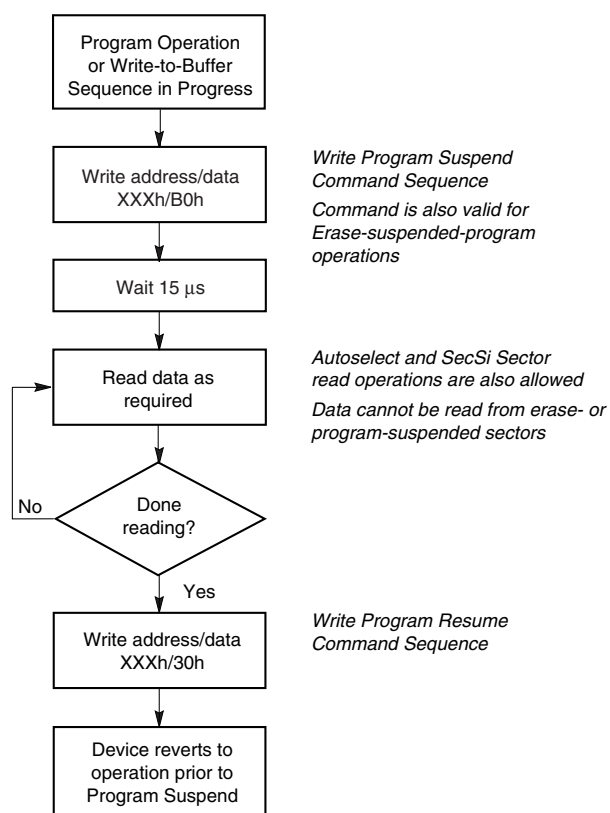 Program Operation
or Write-to-Buffer
Sequence in Progress
Write address/data
XXXh/B0h
Write Program Suspend
Command Sequence
Command is also valid for
Erase-suspended-program
operations
Wait 15 μs
Read data as
required
Autoselect and SecSi Sector
read operations are also allowed
Data cannot be read from erase- or
program-suspended sectors
No
Done
reading?
Yes
Write address/data
XXXh/30h
Write Program Resume
Command Sequence
Device reverts to
operation prior to
Program Suspend